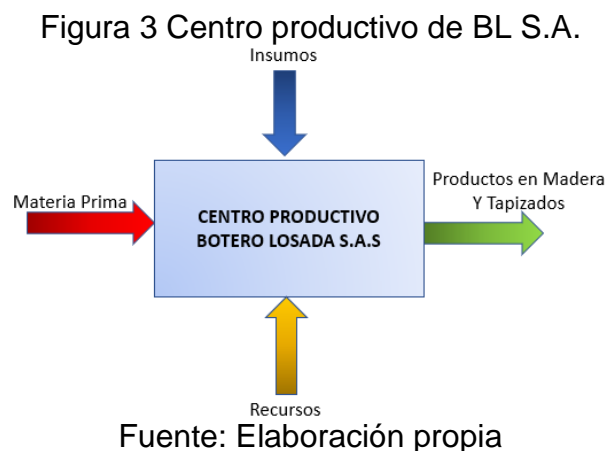 Figura 3 Centro productivo de BL S.A.
Insumos
Materia Prima
CENTRO PRODUCTIVO
BOTERO LOSADA S.A.S
Productos en Madera
Y Tapizados
Recursos
Fuente: Elaboración propia